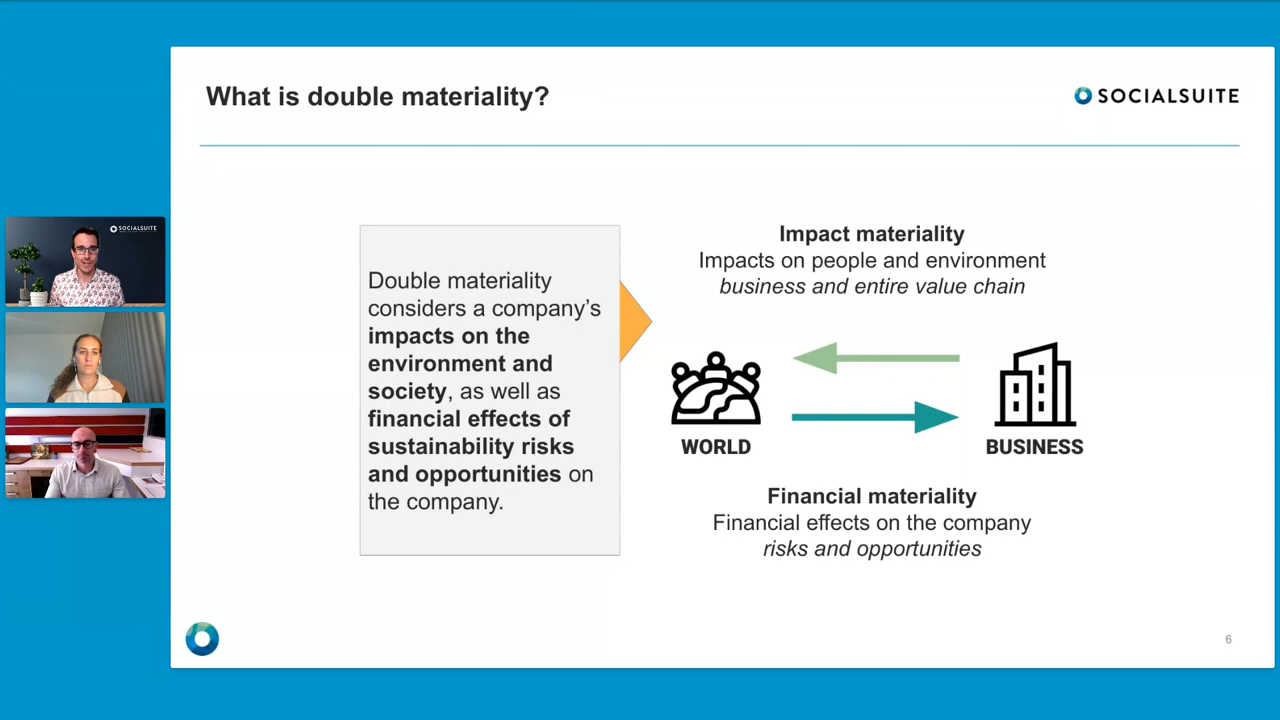 What is double materiality?
SOCIALSUITE
SOCIALSUITE
Double materiality
considers a company’s
impacts on the
environment and
society, as well as
financial effects of
sustainability risks
and opportunities on
the company.
Impact materiality
Impacts on people and environment
business and entire value chain
WORLD
BUSINESS
Financial materiality
Financial effects on the company
risks and opportunities
6